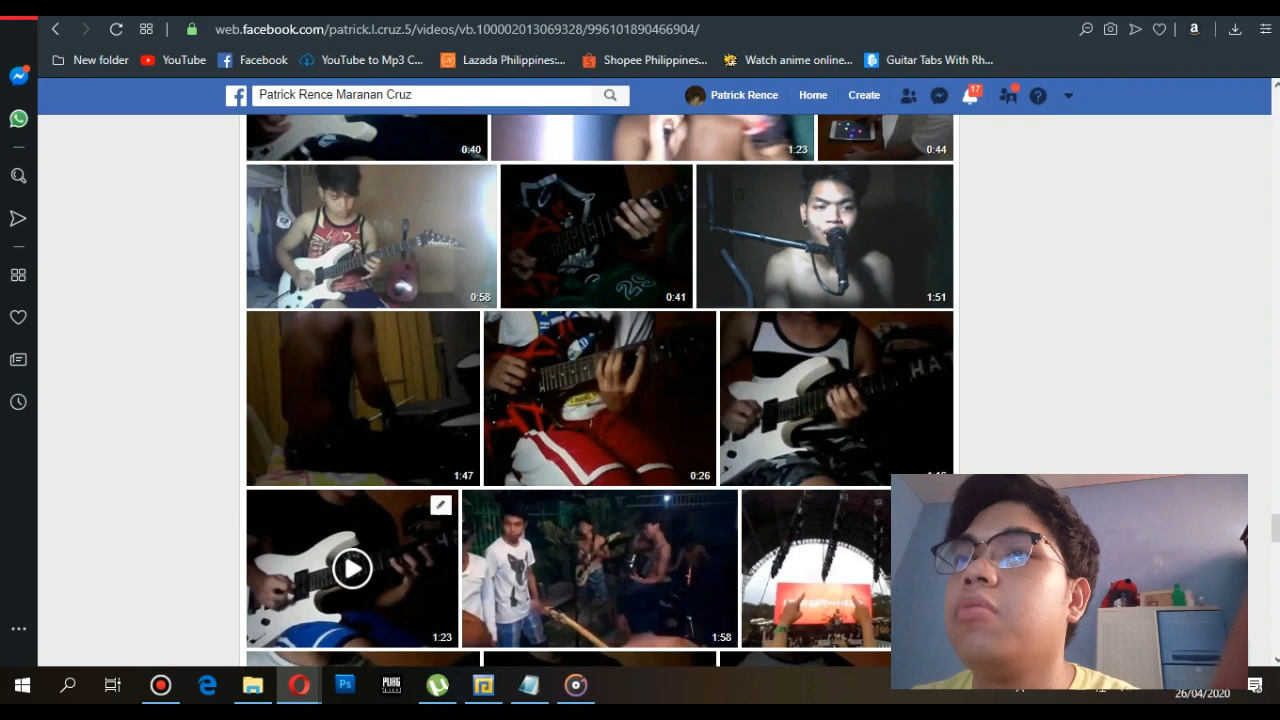 web.facebook.com/patrick.l.cruz.5/videos/vb.100002013069328/996101890466904/
New folder YouTube Facebook YouTube to Mp3 C... Lazada Philippines:... Shopee Philippines... Watch anime online... Guitar Tabs With Rh...
Patrick Rence Maranan Cruz Patrick Rence Home Create 17
0:40 1:23 0:44
0:58 0:41 1:51
1:47 0:26
1:23 1:58
26/04/2020